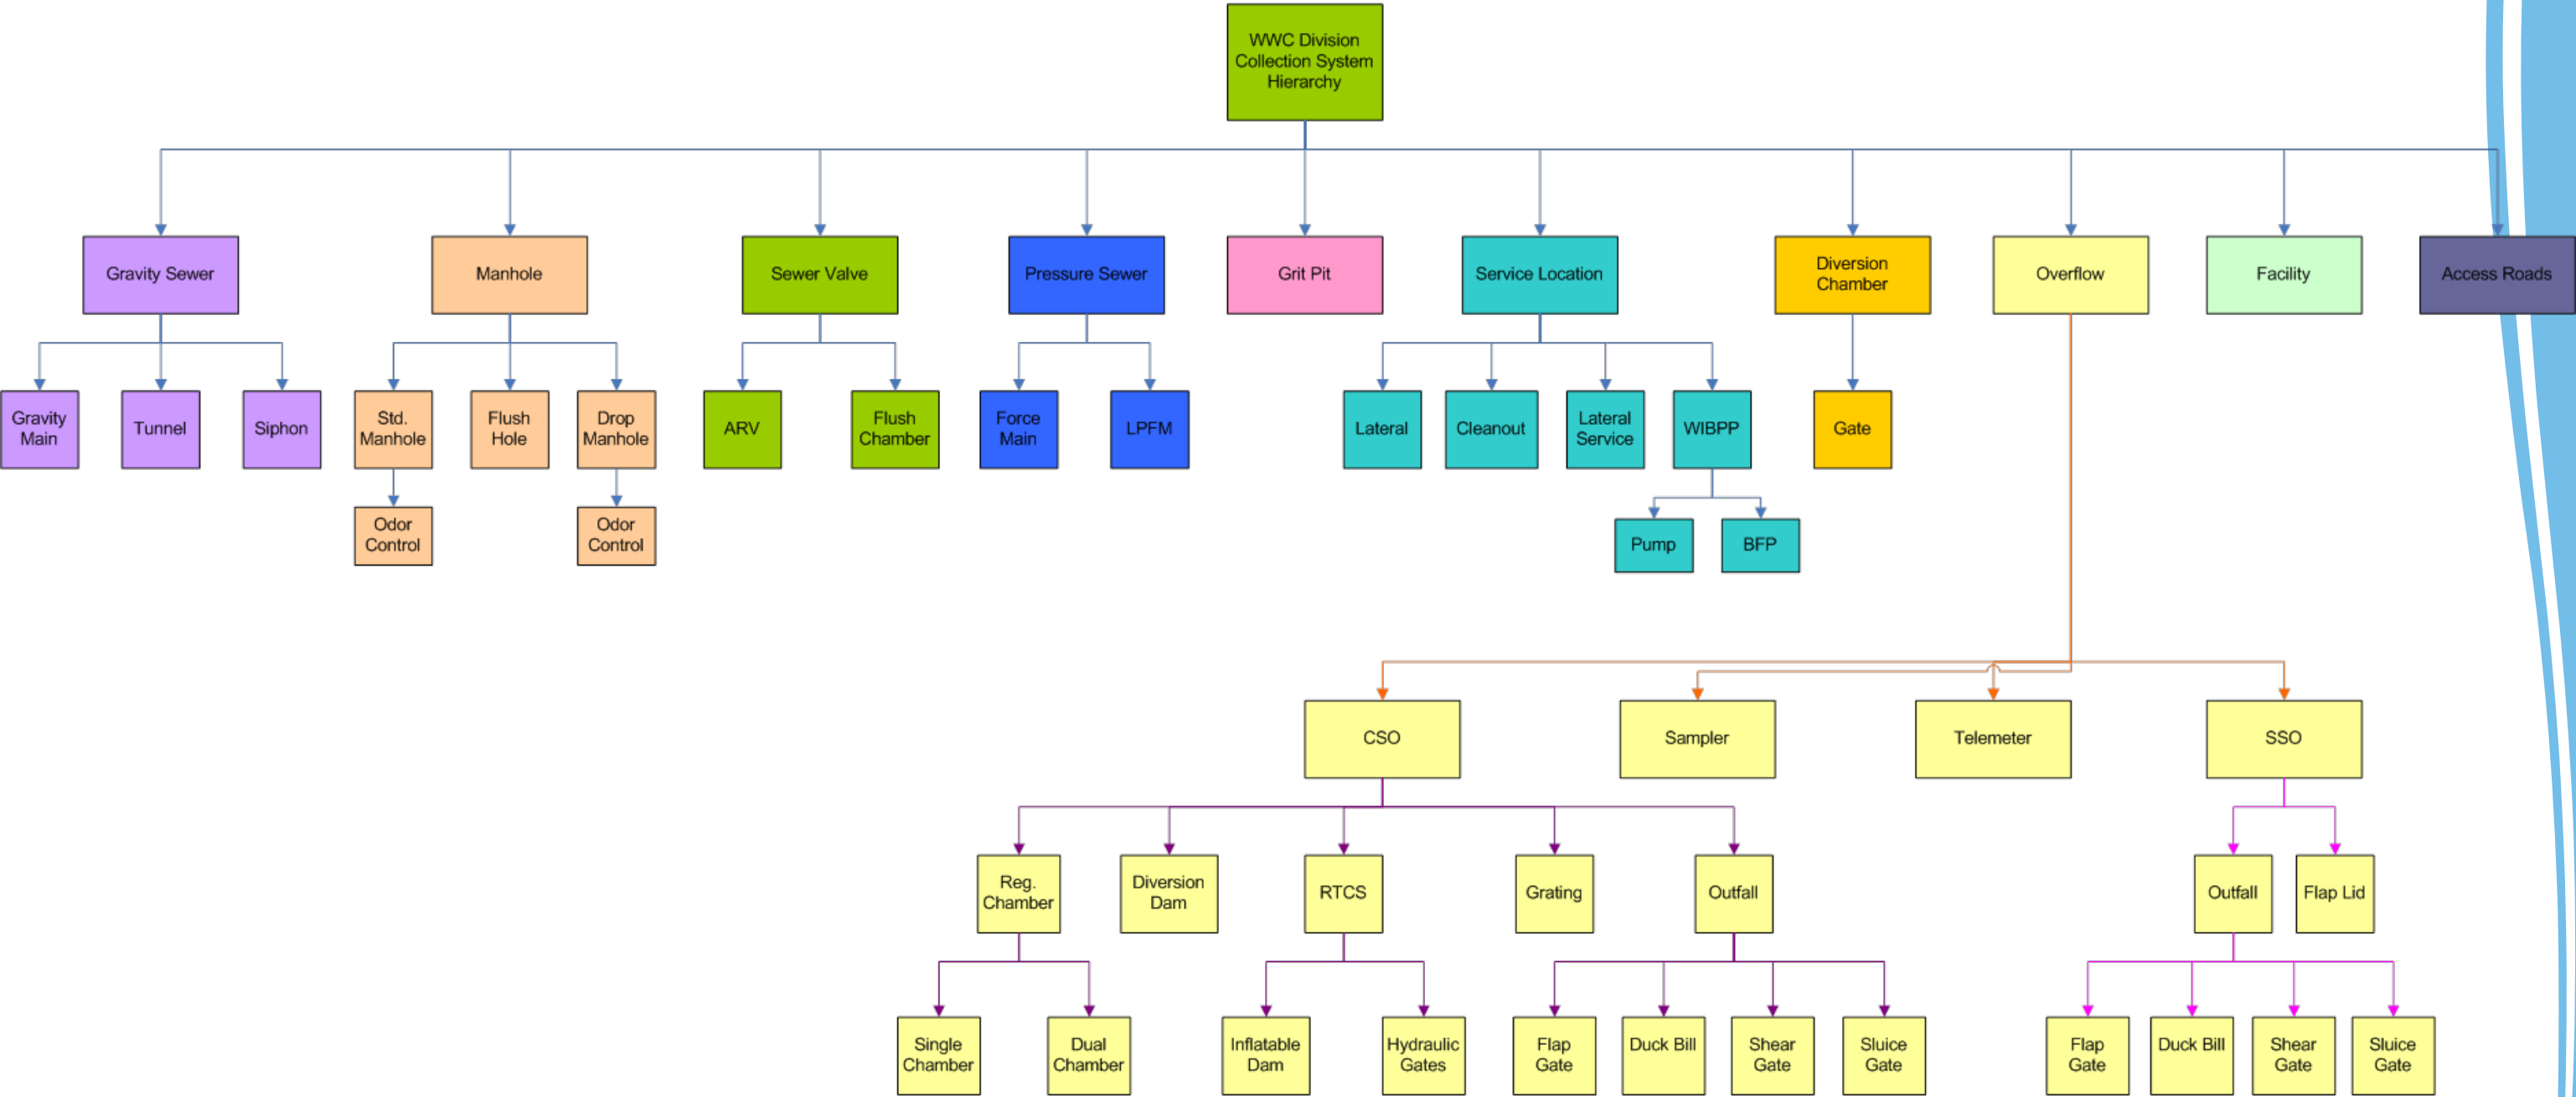 WWC Division
Collection System
Hierarchy
Gravity Sewer
Manhole
Sewer Valve
Pressure Sewer
Grit Pit
Service Location
Diversion
Chamber
Overflow
Facility
Access Roads
Gravity
Main
Tunnel
Siphon
Std.
Manhole
Flush
Hole
Drop
Manhole
ARV
Flush
Chamber
Force
Main
LPFM
Lateral
Cleanout
Lateral
Service
WIBPP
Gate
Odor
Control
Odor
Control
Pump
BFP
CSO
Sampler
Telemeter
SSO
Reg.
Chamber
Diversion
Dam
RTCS
Grating
Outfall
Outfall
Flap Lid
Single
Chamber
Dual
Chamber
Inflatable
Dam
Hydraulic
Gates
Flap
Gate
Duck Bill
Shear
Gate
Sluice
Gate
Flap
Gate
Duck Bill
Shear
Gate
Sluice
Gate